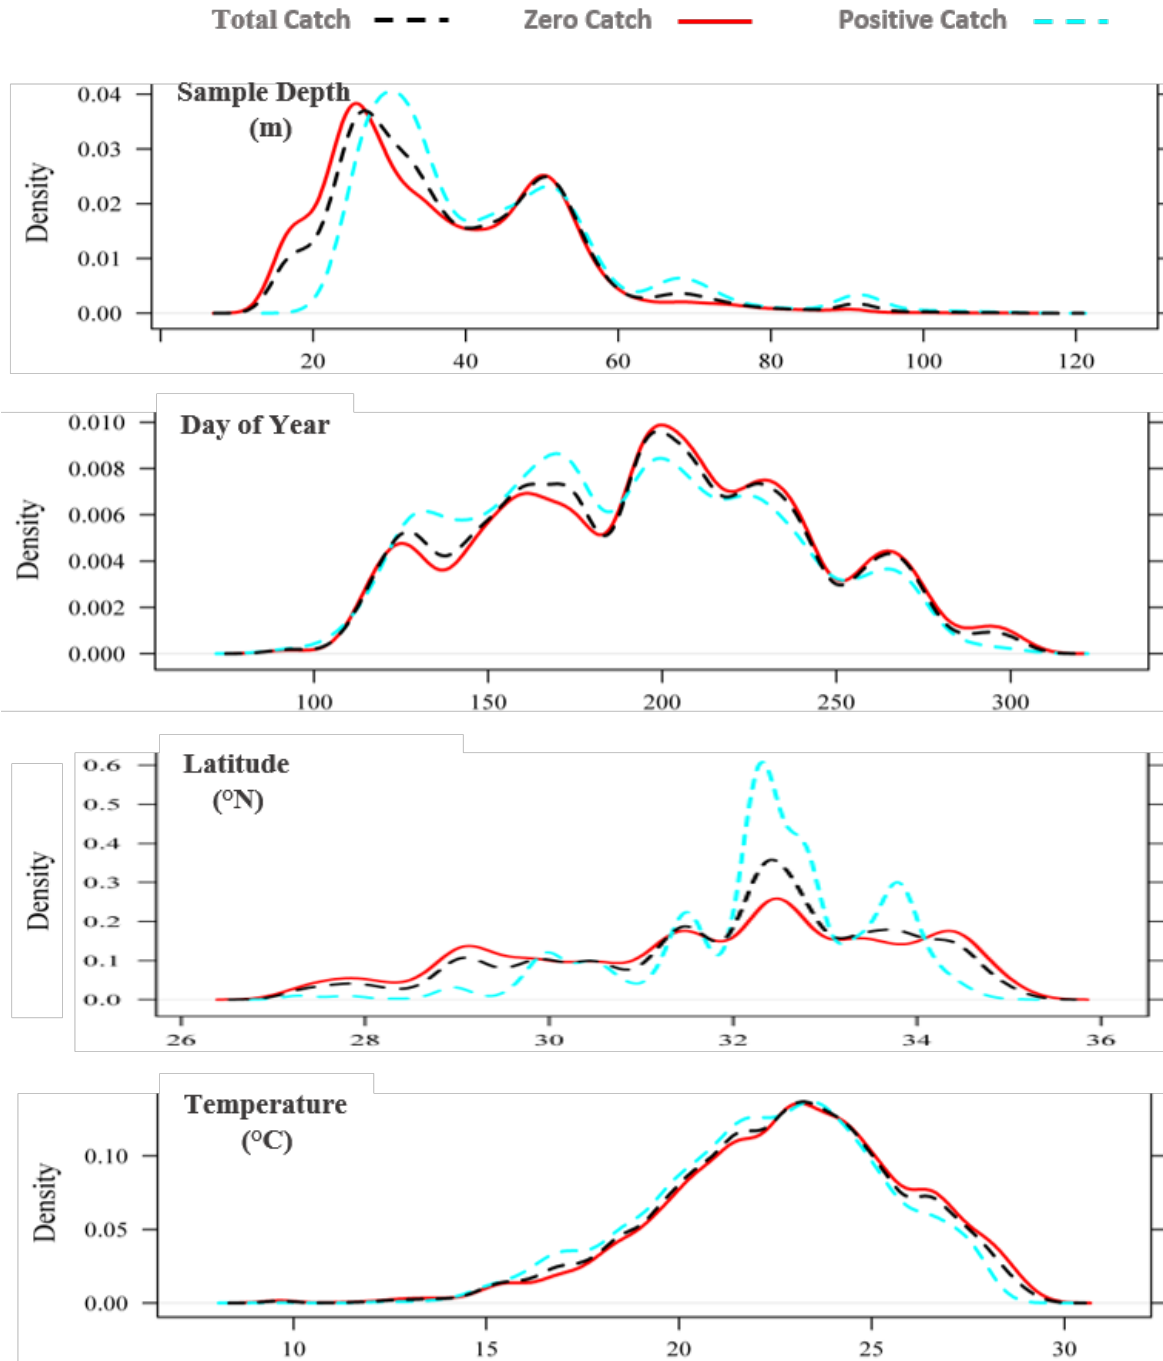 Total Catch Zero Catch Positive Catch
Sample Depth
(m)
Density
0.04
0.03
0.02
0.01
0.00
20 40 60 80 100 120
Day of Year
Density
0.010
0.008
0.006
0.004
0.002
0.000
100 150 200 250 300
Latitude
(°N)
Density
0.6
0.5
0.4
0.3
0.2
0.1
0.0
26 28 30 32 34 36
Temperature
(°C)
Density
0.10
0.05
0.00
10 15 20 25 30